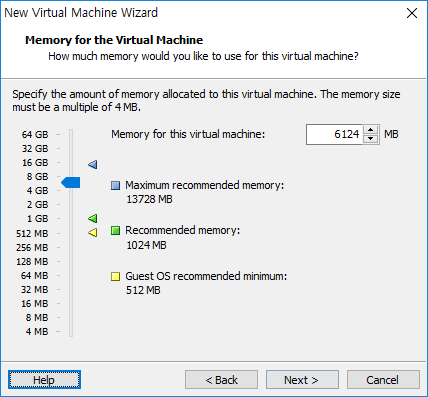 New Virtual Machine Wizard
Memory for the Virtual Machine
How much memory would you like to use for this virtual machine?
Specify the amount of memory allocated to this virtual machine. The memory size
must be a multiple of 4 MB.
Memory for this virtual machine: 6124 MB
64 GB
32 GB
16 GB
8 GB
4 GB
2 GB
1 GB
512 MB
256 MB
128 MB
64 MB
32 MB
16 MB
8 MB
4 MB
Maximum recommended memory:
13728 MB
Recommended memory:
1024 MB
Guest OS recommended minimum:
512 MB
Help
< Back
Next >
Cancel